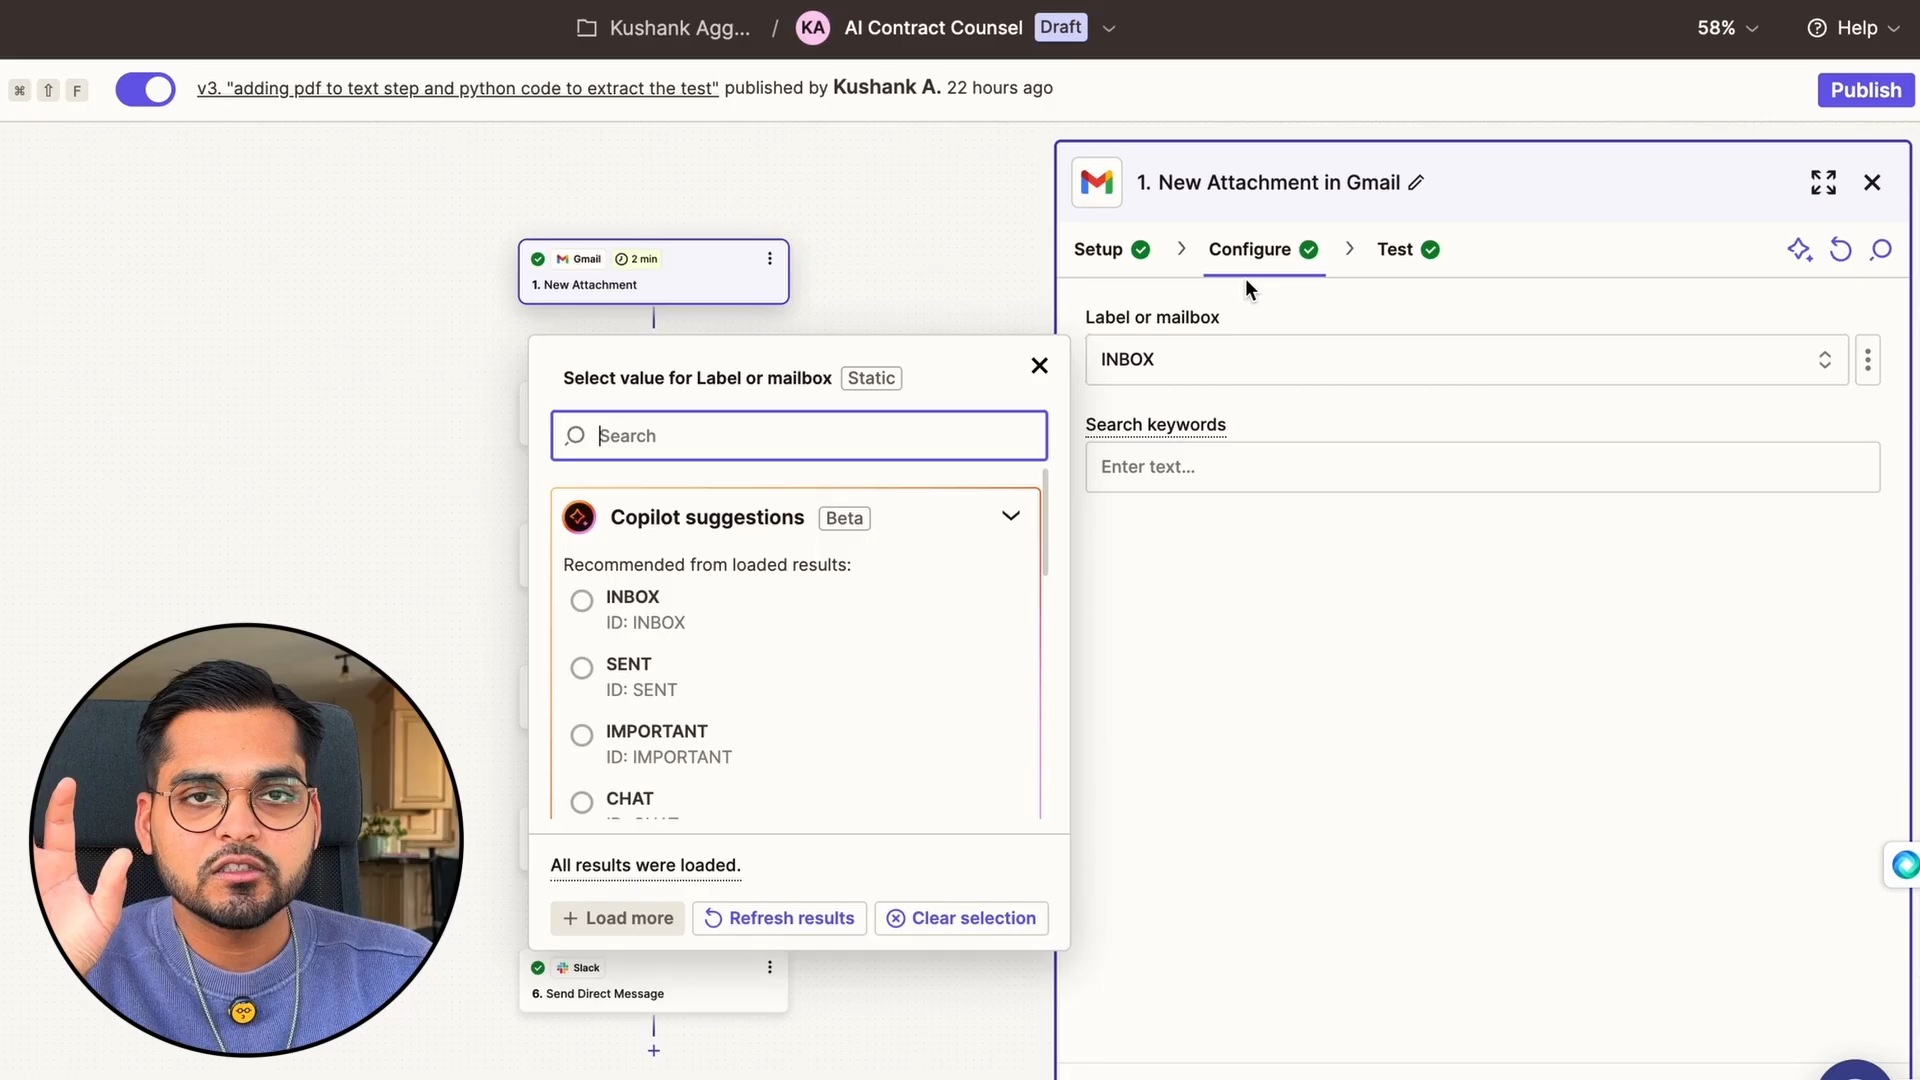 Kushank Agg... / KA AI Contract Counsel Draft
58% Help
⌘ ⇧ F v3. "adding pdf to text step and python code to extract the test" published by Kushank A. 22 hours ago
Publish
Gmail 2 min
1. New Attachment
Select value for Label or mailbox Static
Search
Copilot suggestions Beta
Recommended from loaded results:
INBOX
ID: INBOX
SENT
ID: SENT
IMPORTANT
ID: IMPORTANT
CHAT
All results were loaded.
+ Load more Refresh results Clear selection
Slack
6. Send Direct Message
+
1. New Attachment in Gmail
Setup > Configure > Test
Label or mailbox
INBOX
Search keywords
Enter text...